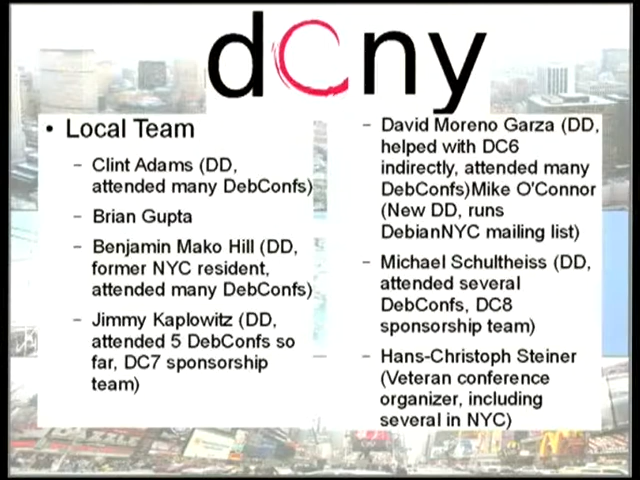 dCny
• Local Team
– Clint Adams (DD,
attended many DebConfs)
– Brian Gupta
– Benjamin Mako Hill (DD,
former NYC resident,
attended many DebConfs)
– Jimmy Kaplowitz (DD,
attended 5 DebConfs so
far, DC7 sponsorship
team)
– David Moreno Garza (DD,
helped with DC6
indirectly, attended many
DebConfs)Mike O'Connor
(New DD, runs
DebianNYC mailing list)
– Michael Schultheiss (DD,
attended several
DebConfs, DC8
sponsorship team)
– Hans-Christoph Steiner
(Veteran conference
organizer, including
several in NYC)